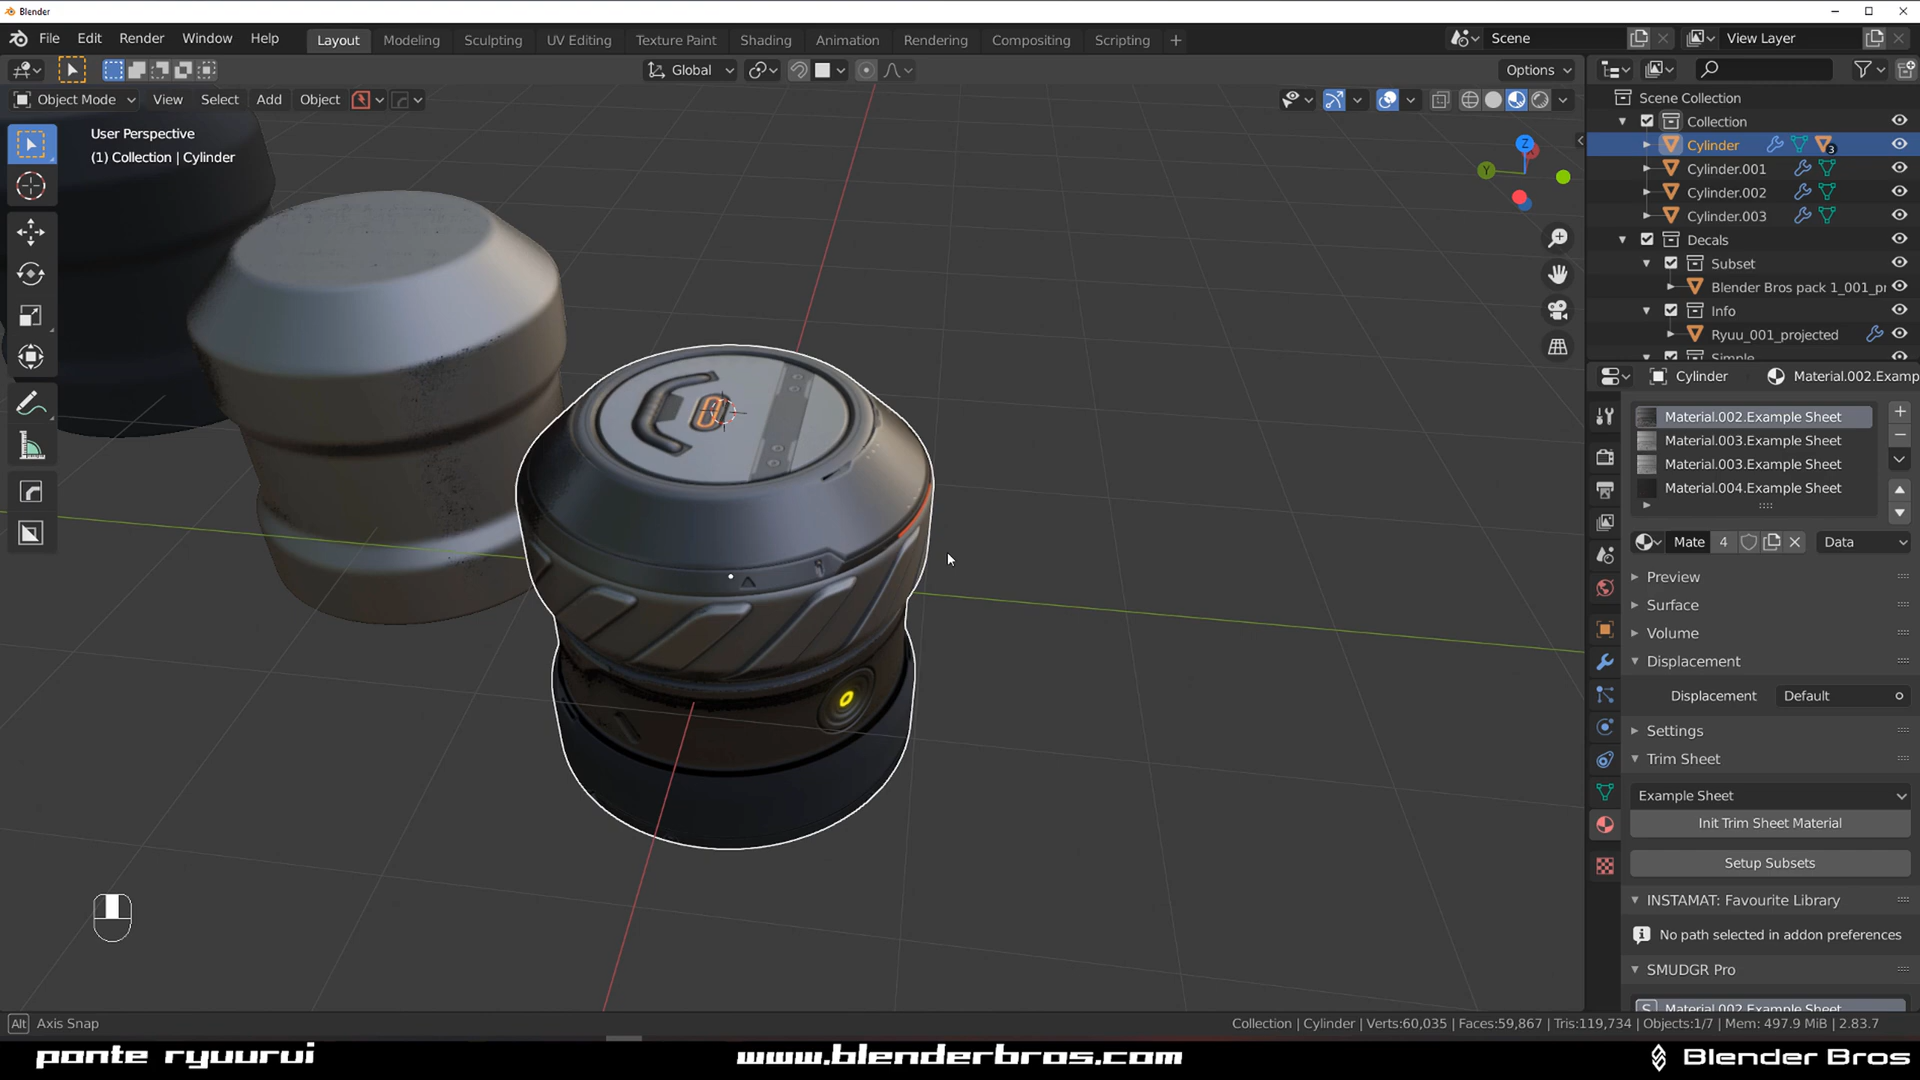 Blender
File Edit Render Window Help
Layout Modeling Sculpting UV Editing Texture Paint Shading Animation Rendering Compositing Scripting +
Scene
View Layer
Global
Options
Object Mode View Select Add Object
User Perspective
(1) Collection | Cylinder
Z
Y
Scene Collection
Collection
Cylinder
3
Cylinder.001
Cylinder.002
Cylinder.003
Decals
Subset
Blender Bros pack 1_001_pr
Info
Ryuu_001_projected
Simple
Cylinder Material.002.Examp
Material.002.Example Sheet
Material.003.Example Sheet
Material.003.Example Sheet
Material.004.Example Sheet
Mate 4 Data
Preview
Surface
Volume
Displacement
Displacement Default
Settings
Trim Sheet
Example Sheet
Init Trim Sheet Material
Setup Subsets
INSTAMAT: Favourite Library
No path selected in addon preferences
SMUDGR Pro
S Material.002.Example Sheet
Alt Axis Snap
Collection | Cylinder | Verts:60,035 | Faces:59,867 | Tris:119,734 | Objects:1/7 | Mem: 497.9 MiB | 2.83.7
ponte ryuurui
www.blenderbros.com
Blender Bros